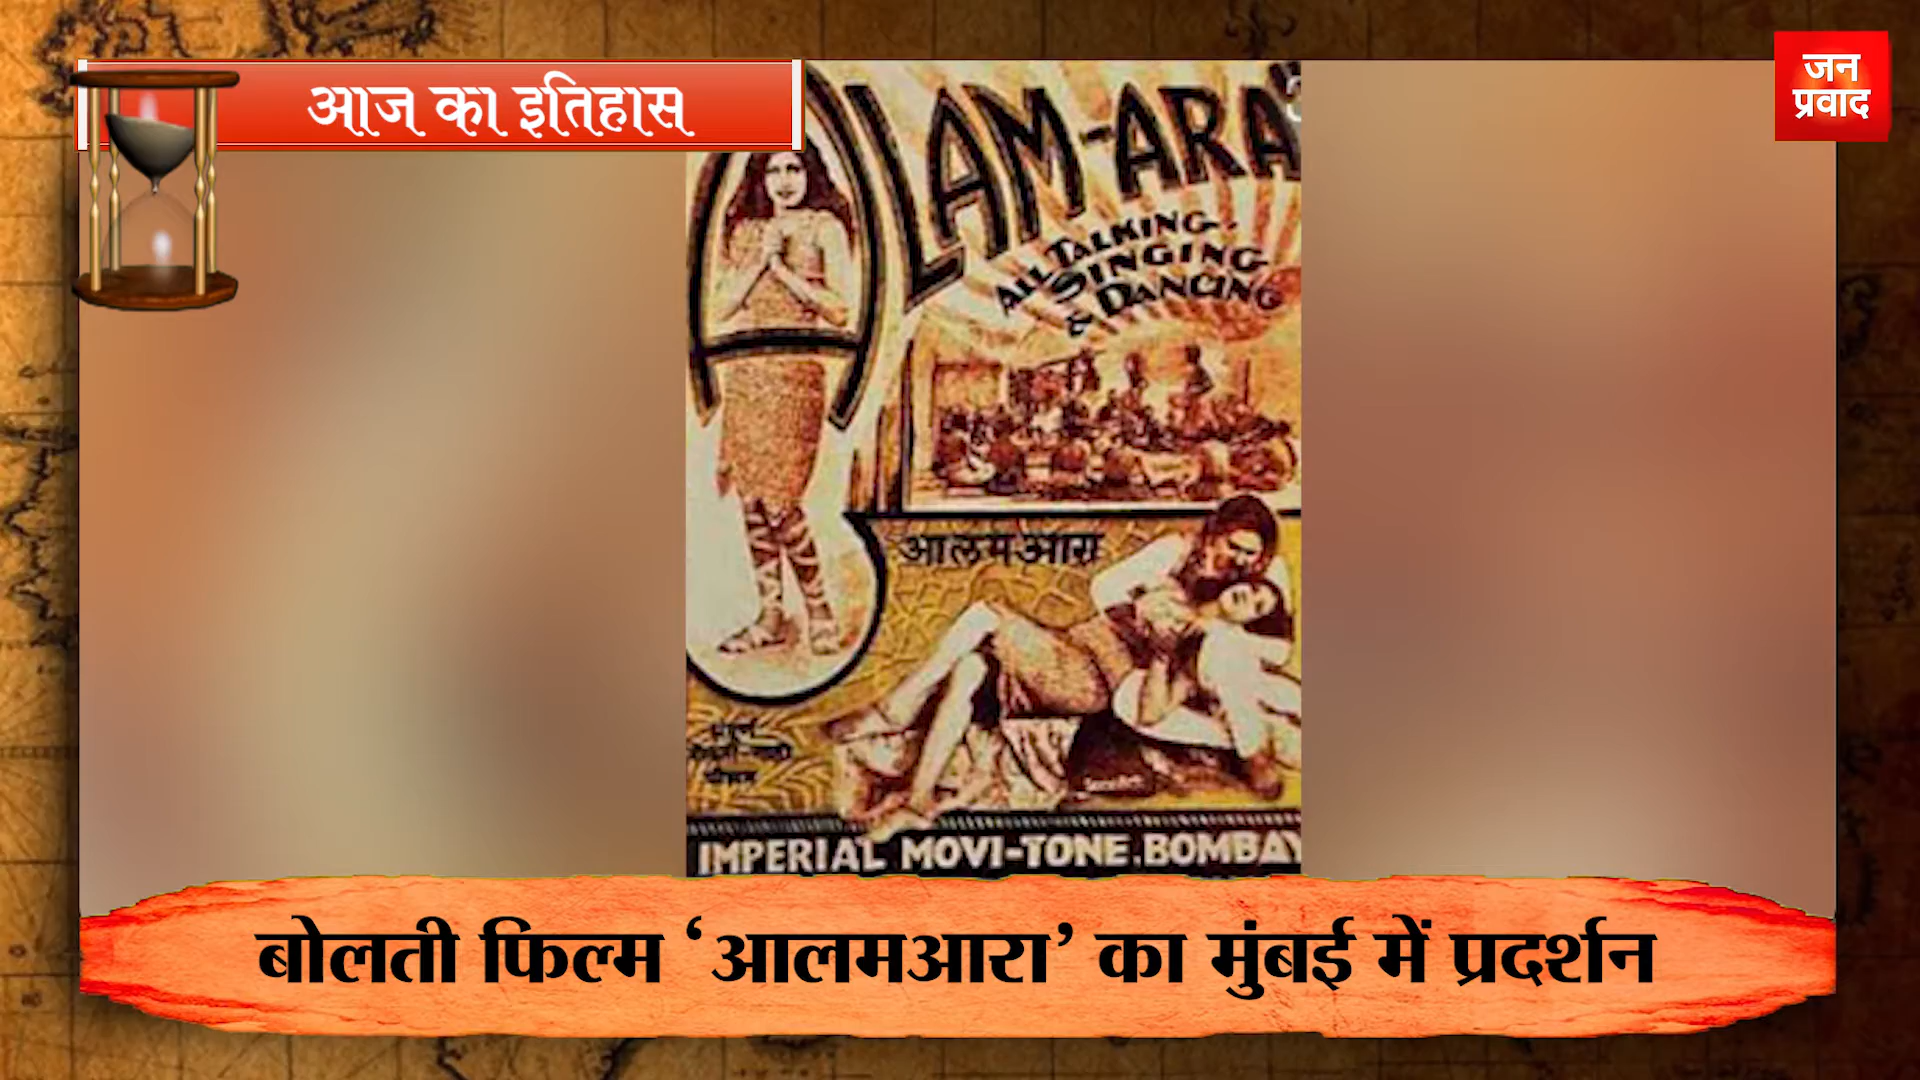 आज का इतिहास
जन
प्रवाद
ALAM-ARA
ALL TALKING
SINGING
& DANCING
आलमआरा
IMPERIAL MOVI-TONE. BOMBAY
बोलती फिल्म ‘आलमआरा’ का मुंबई में प्रदर्शन